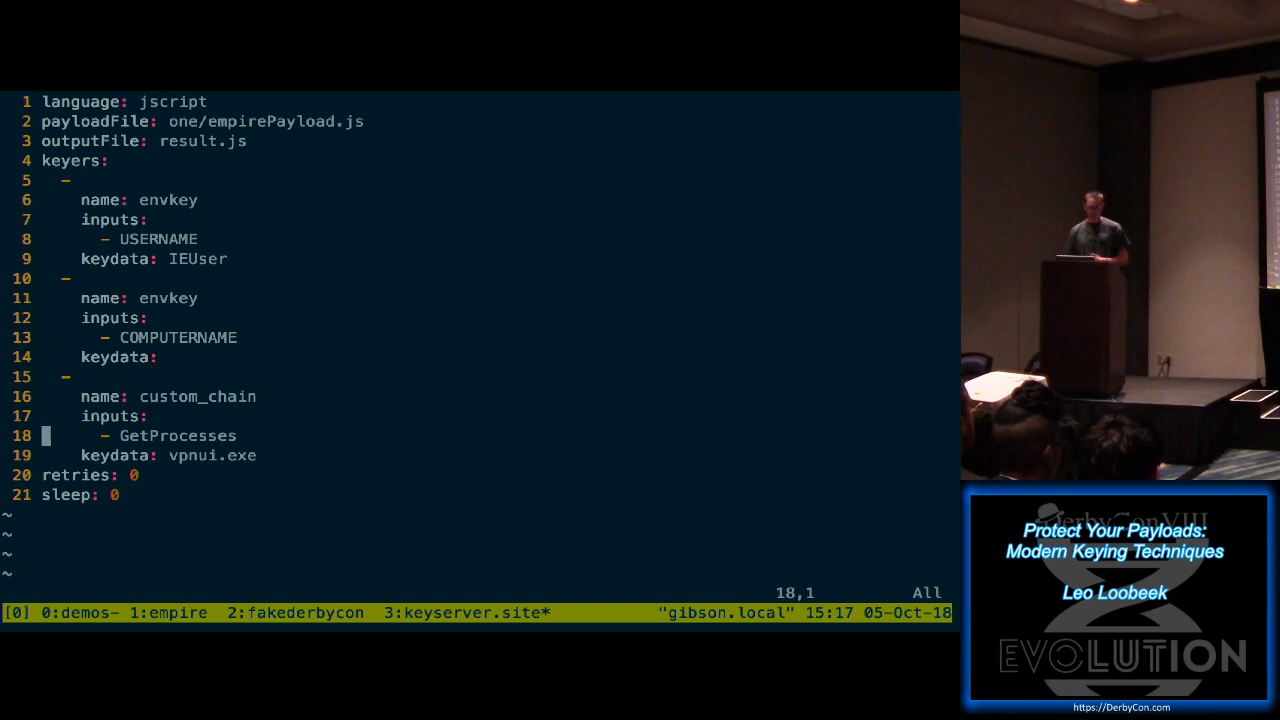 1 language: jscript
2 payloadFile: one/empirePayload.js
3 outputFile: result.js
4 keyers:
5   -
6     name: envkey
7     inputs:
8       - USERNAME
9     keydata: IEUser
10   -
11     name: envkey
12     inputs:
13       - COMPUTERNAME
14     keydata:
15   -
16     name: custom_chain
17     inputs:
18       - GetProcesses
19     keydata: vpnui.exe
20 retries: 0
21 sleep: 0
~
~
~
~
18,1 All
[0] 0:demos- 1:empire 2:fakederbycon 3:keyserver.site* "gibson.local" 15:17 05-Oct-18
DerbyCon VIII
Protect Your Payloads:
Modern Keying Techniques
Leo Loobeek
EVOLUTION
https://DerbyCon.com